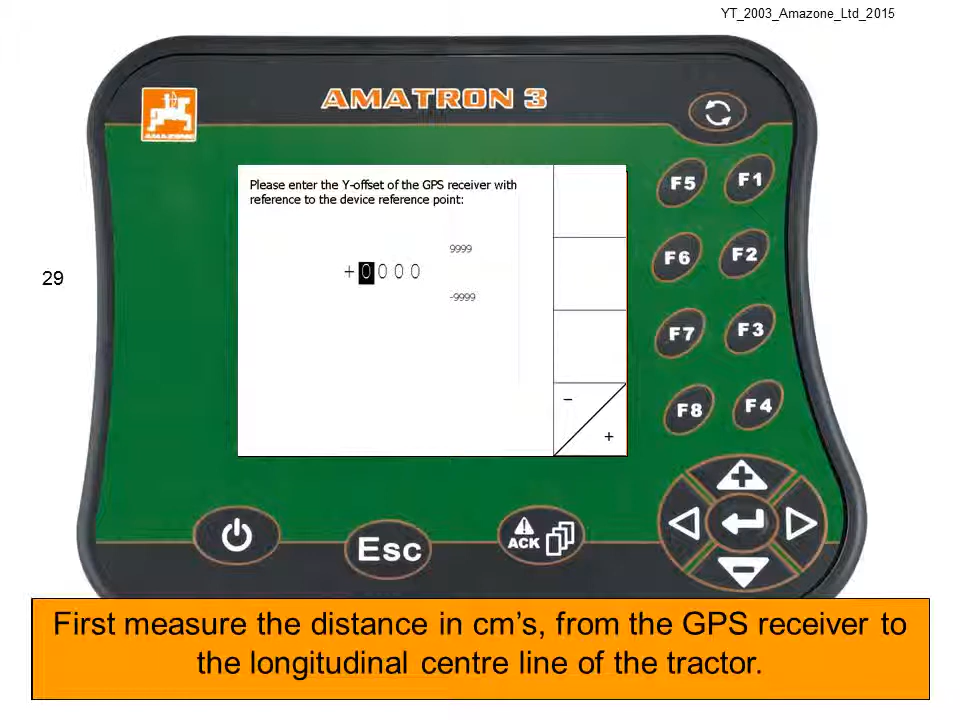 YT_2003_Amazone_Ltd_2015
AMATRON 3
AMAZONE
Please enter the Y-offset of the GPS receiver with
reference to the device reference point:
9999
+0000
-9999
29
−
+
F5 F1
F6 F2
F7 F3
F8 F4
Esc
ACK
First measure the distance in cm’s, from the GPS receiver to
the longitudinal centre line of the tractor.